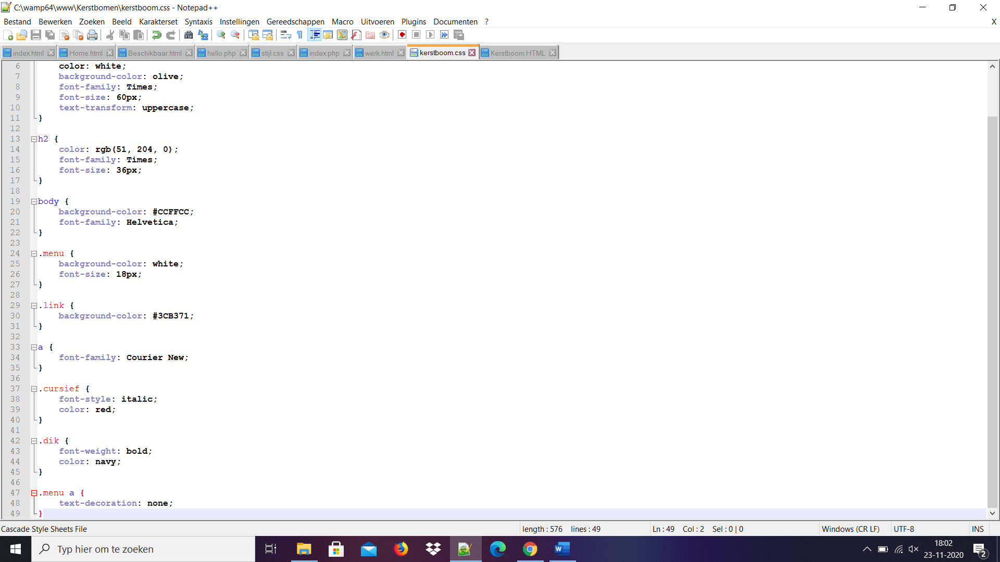 C:\wamp64\www\Kerstbomen\kerstboom.css - Notepad++
Bestand Bewerken Zoeken Beeld Karakterset Syntaxis Instellingen Gereedschappen Macro Uitvoeren Plugins Documenten ? X
index.html Home.html Beschikbaar.html hello.php stijl.css index.php werk.html kerstboom.css Kerstboom.HTML
6 color: white;
7 background-color: olive;
8 font-family: Times;
9 font-size: 60px;
10 text-transform: uppercase;
11 }
12
13 h2 {
14 color: rgb(51, 204, 0);
15 font-family: Times;
16 font-size: 36px;
17 }
18
19 body {
20 background-color: #CCFFCC;
21 font-family: Helvetica;
22 }
23
24 .menu {
25 background-color: white;
26 font-size: 18px;
27 }
28
29 .link {
30 background-color: #3CB371;
31 }
32
33 a {
34 font-family: Courier New;
35 }
36
37 .cursief {
38 font-style: italic;
39 color: red;
40 }
41
42 .dik {
43 font-weight: bold;
44 color: navy;
45 }
46
47 .menu a {
48 text-decoration: none;
49 }
Cascade Style Sheets File length : 576 lines : 49 Ln : 49 Col : 2 Sel : 0 | 0 Windows (CR LF) UTF-8 INS
Typ hier om te zoeken
18:02
23-11-2020
2